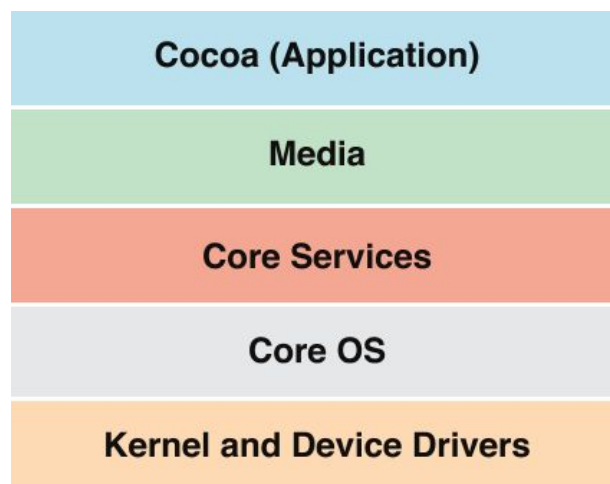 Cocoa (Application)
Media
Core Services
Core OS
Kernel and Device Drivers